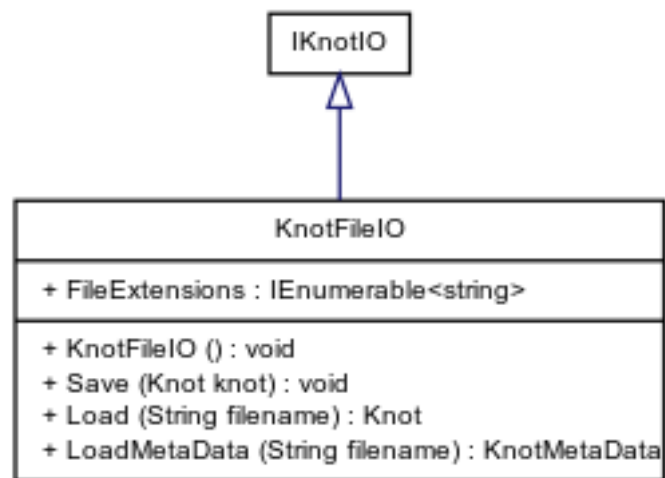 IKnotIO
KnotFileIO
+ FileExtensions : IEnumerable<string>
+ KnotFileIO () : void
+ Save (Knot knot) : void
+ Load (String filename) : Knot
+ LoadMetaData (String filename) : KnotMetaData